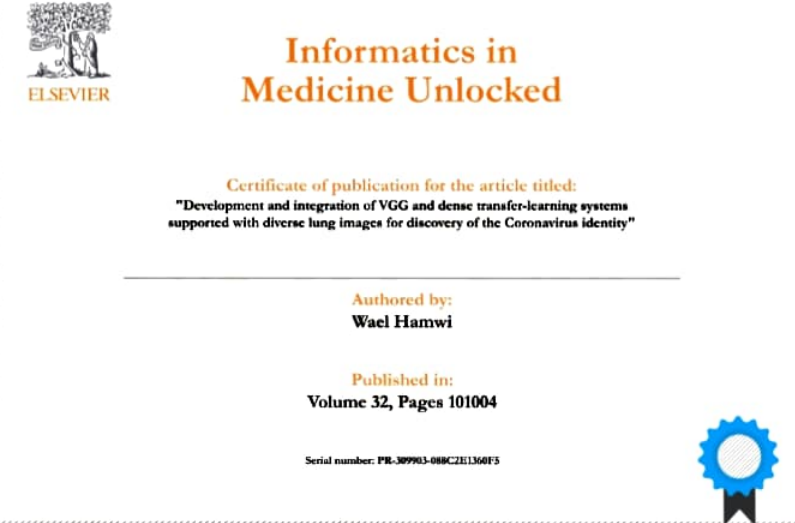 ELSEVIER
Informatics in
Medicine Unlocked
Certificate of publication for the article titled:
"Development and integration of VGG and dense transfer-learning systems
supported with diverse lung images for discovery of the Coronavirus identity"
Authored by:
Wael Hamwi
Published in:
Volume 32, Pages 101004
Serial number: PR-309903-088C2E1360F5